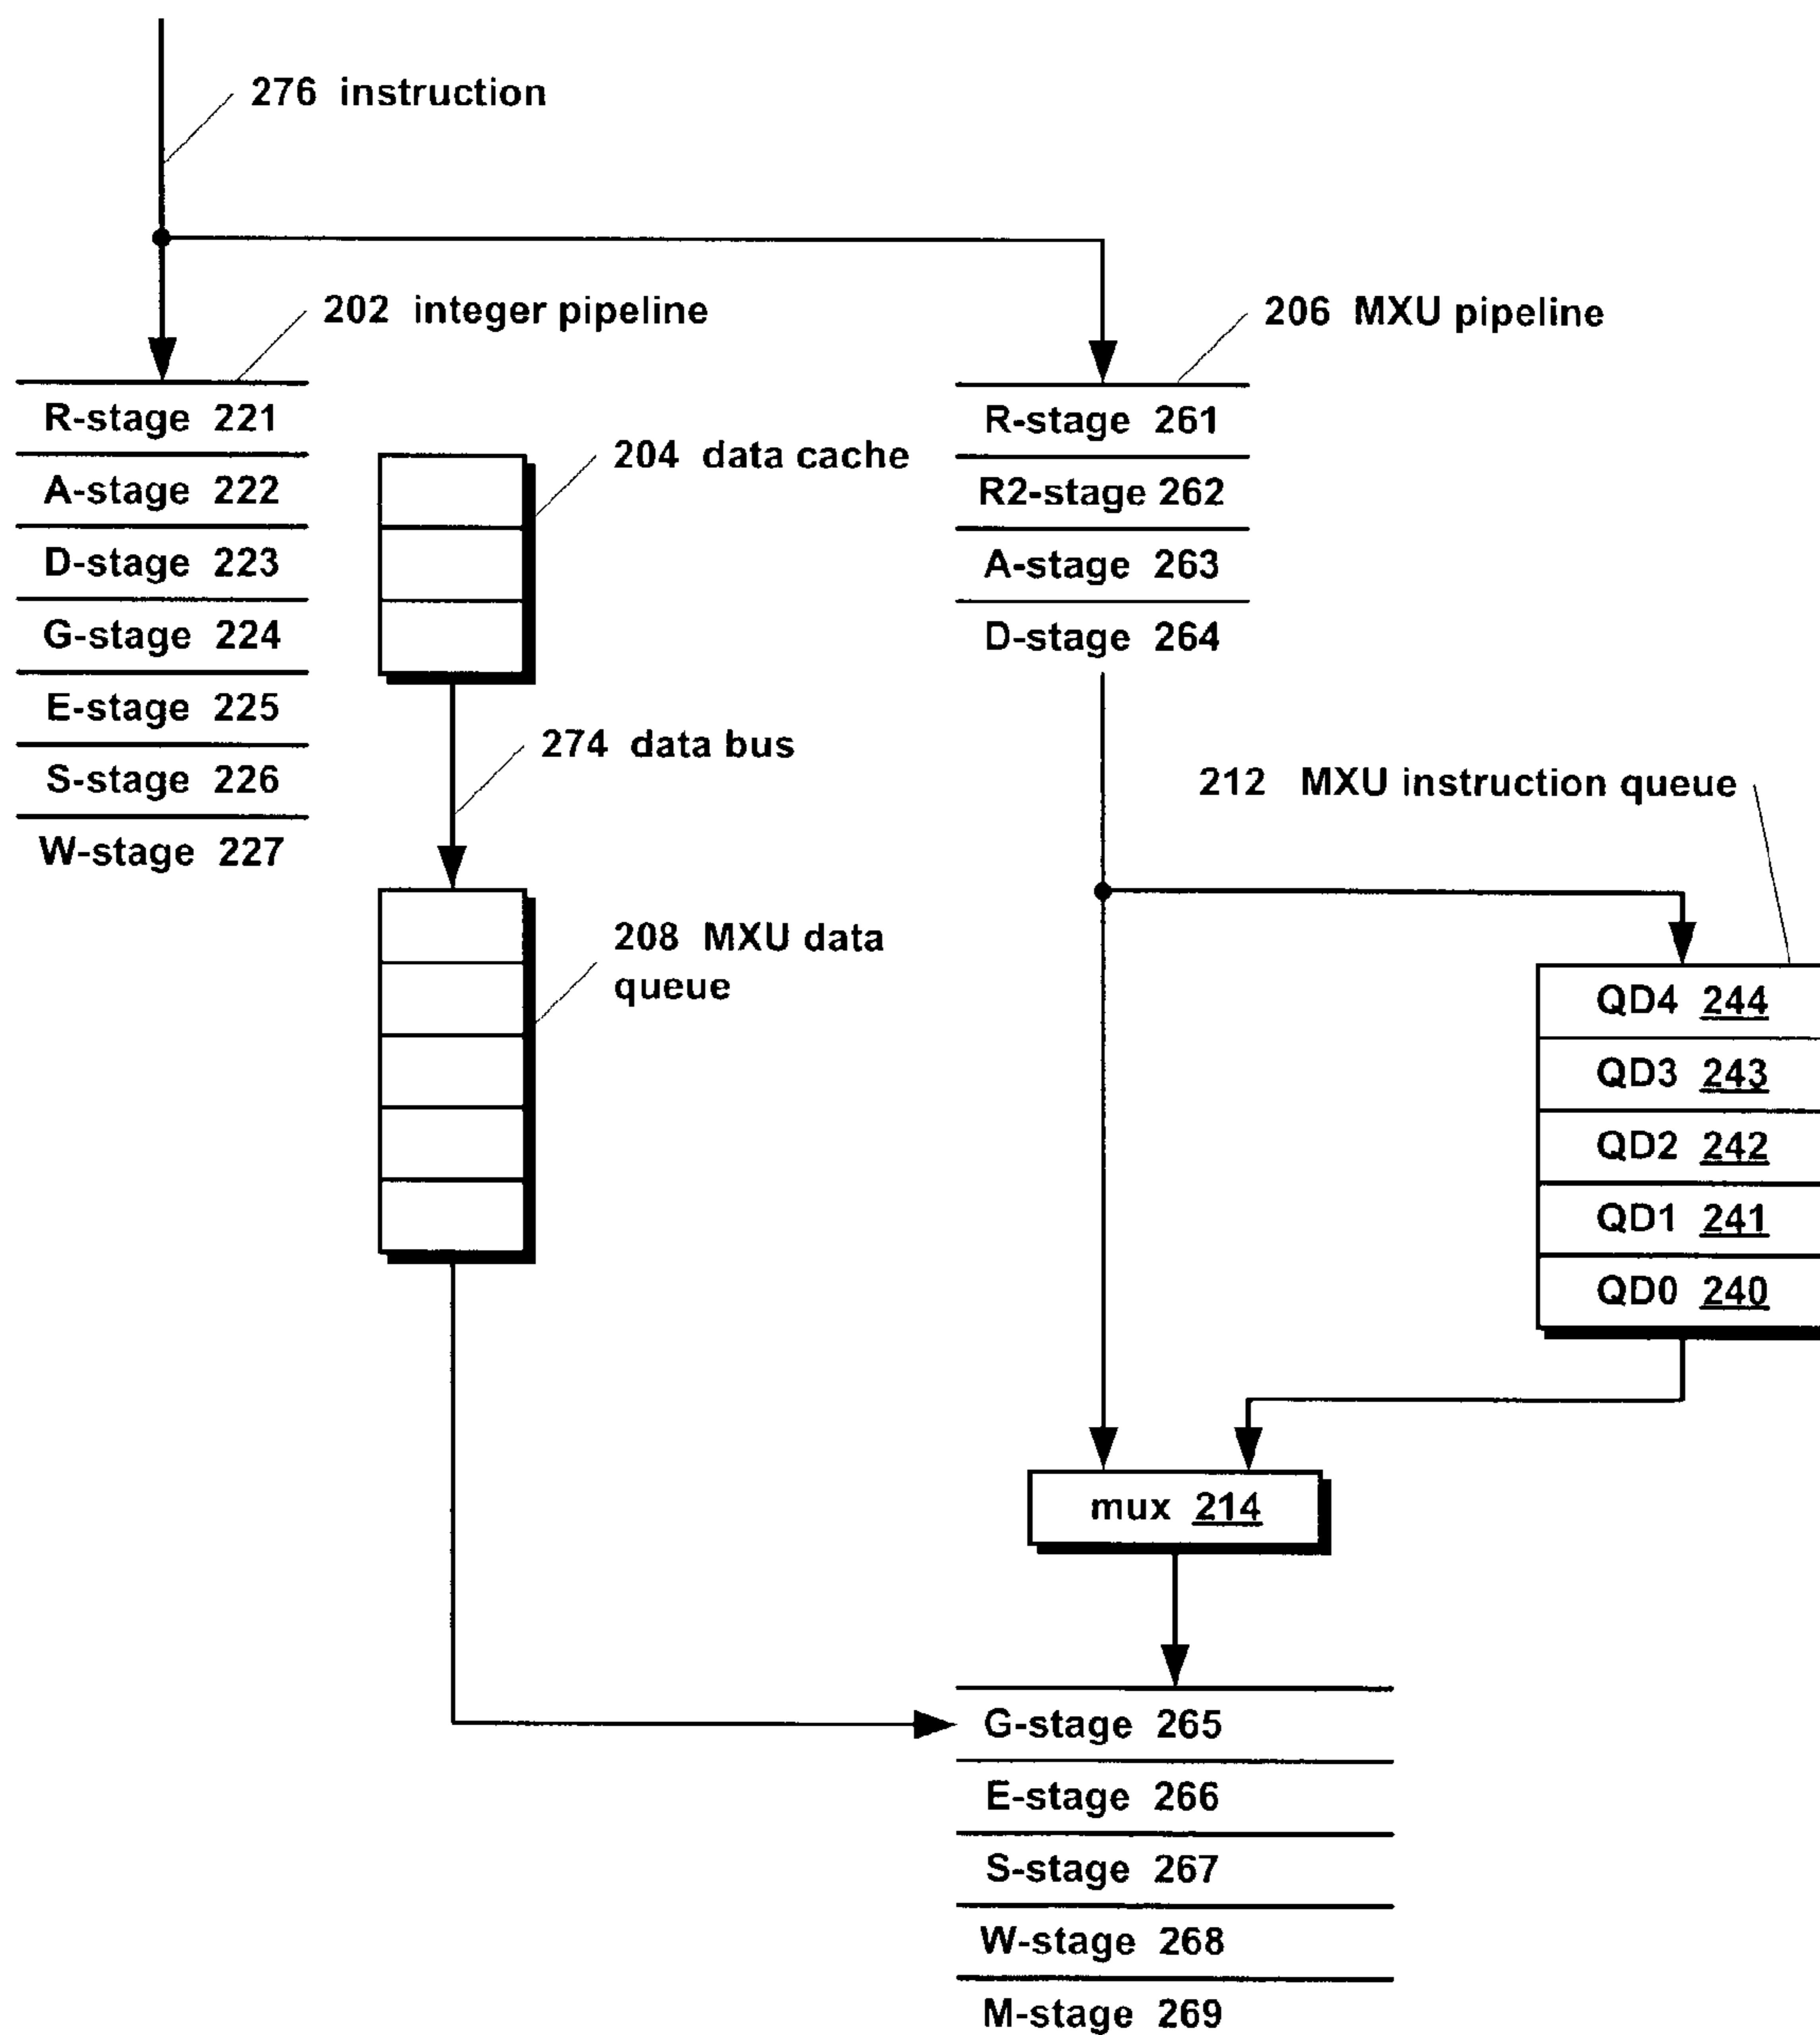 276 instruction
202 integer pipeline
206 MXU pipeline
R-stage 221
A-stage 222
D-stage 223
G-stage 224
E-stage 225
S-stage 226
W-stage 227
204 data cache
274 data bus
208 MXU data
queue
R-stage 261
R2-stage 262
A-stage 263
D-stage 264
212 MXU instruction queue
QD4 244
QD3 243
QD2 242
QD1 241
QD0 240
mux 214
G-stage 265
E-stage 266
S-stage 267
W-stage 268
M-stage 269